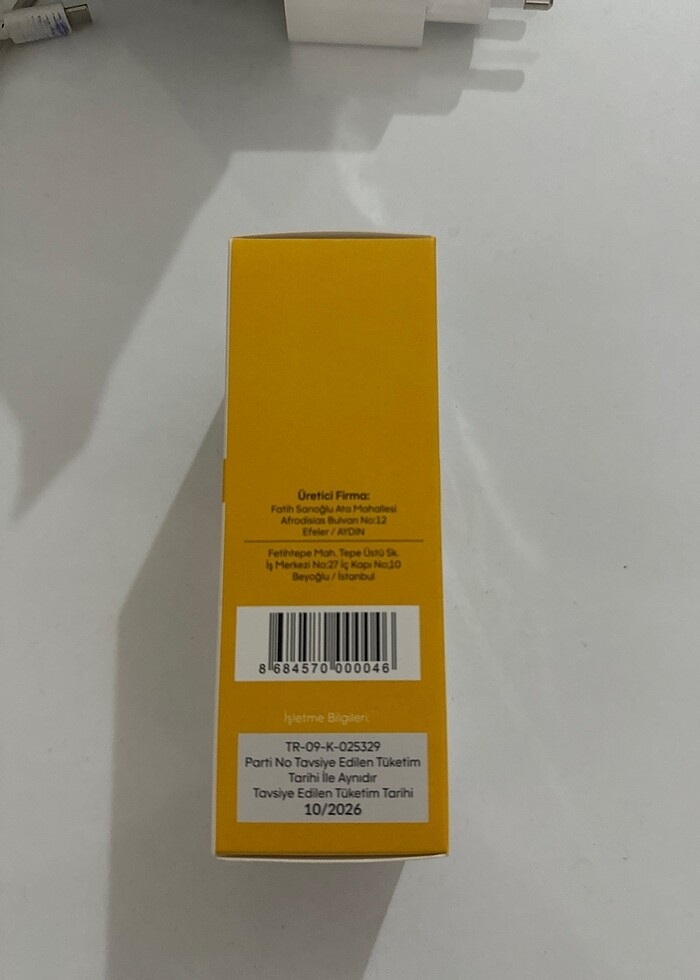 Üretici Firma:
Fatih Sarıoğlu Ata Mahallesi
Afrodisias Bulvarı No:12
Efeler / AYDIN
Fetihtepe Mah. Tepe Üstü Sk.
İş Merkezi No:27 İç Kapı No;10
Beyoğlu / İstanbul
8 684570 000046
İşletme Bilgileri:
TR-09-K-025329
Parti No Tavsiye Edilen Tüketim
Tarihi İle Aynıdır
Tavsiye Edilen Tüketim Tarihi
10/2026